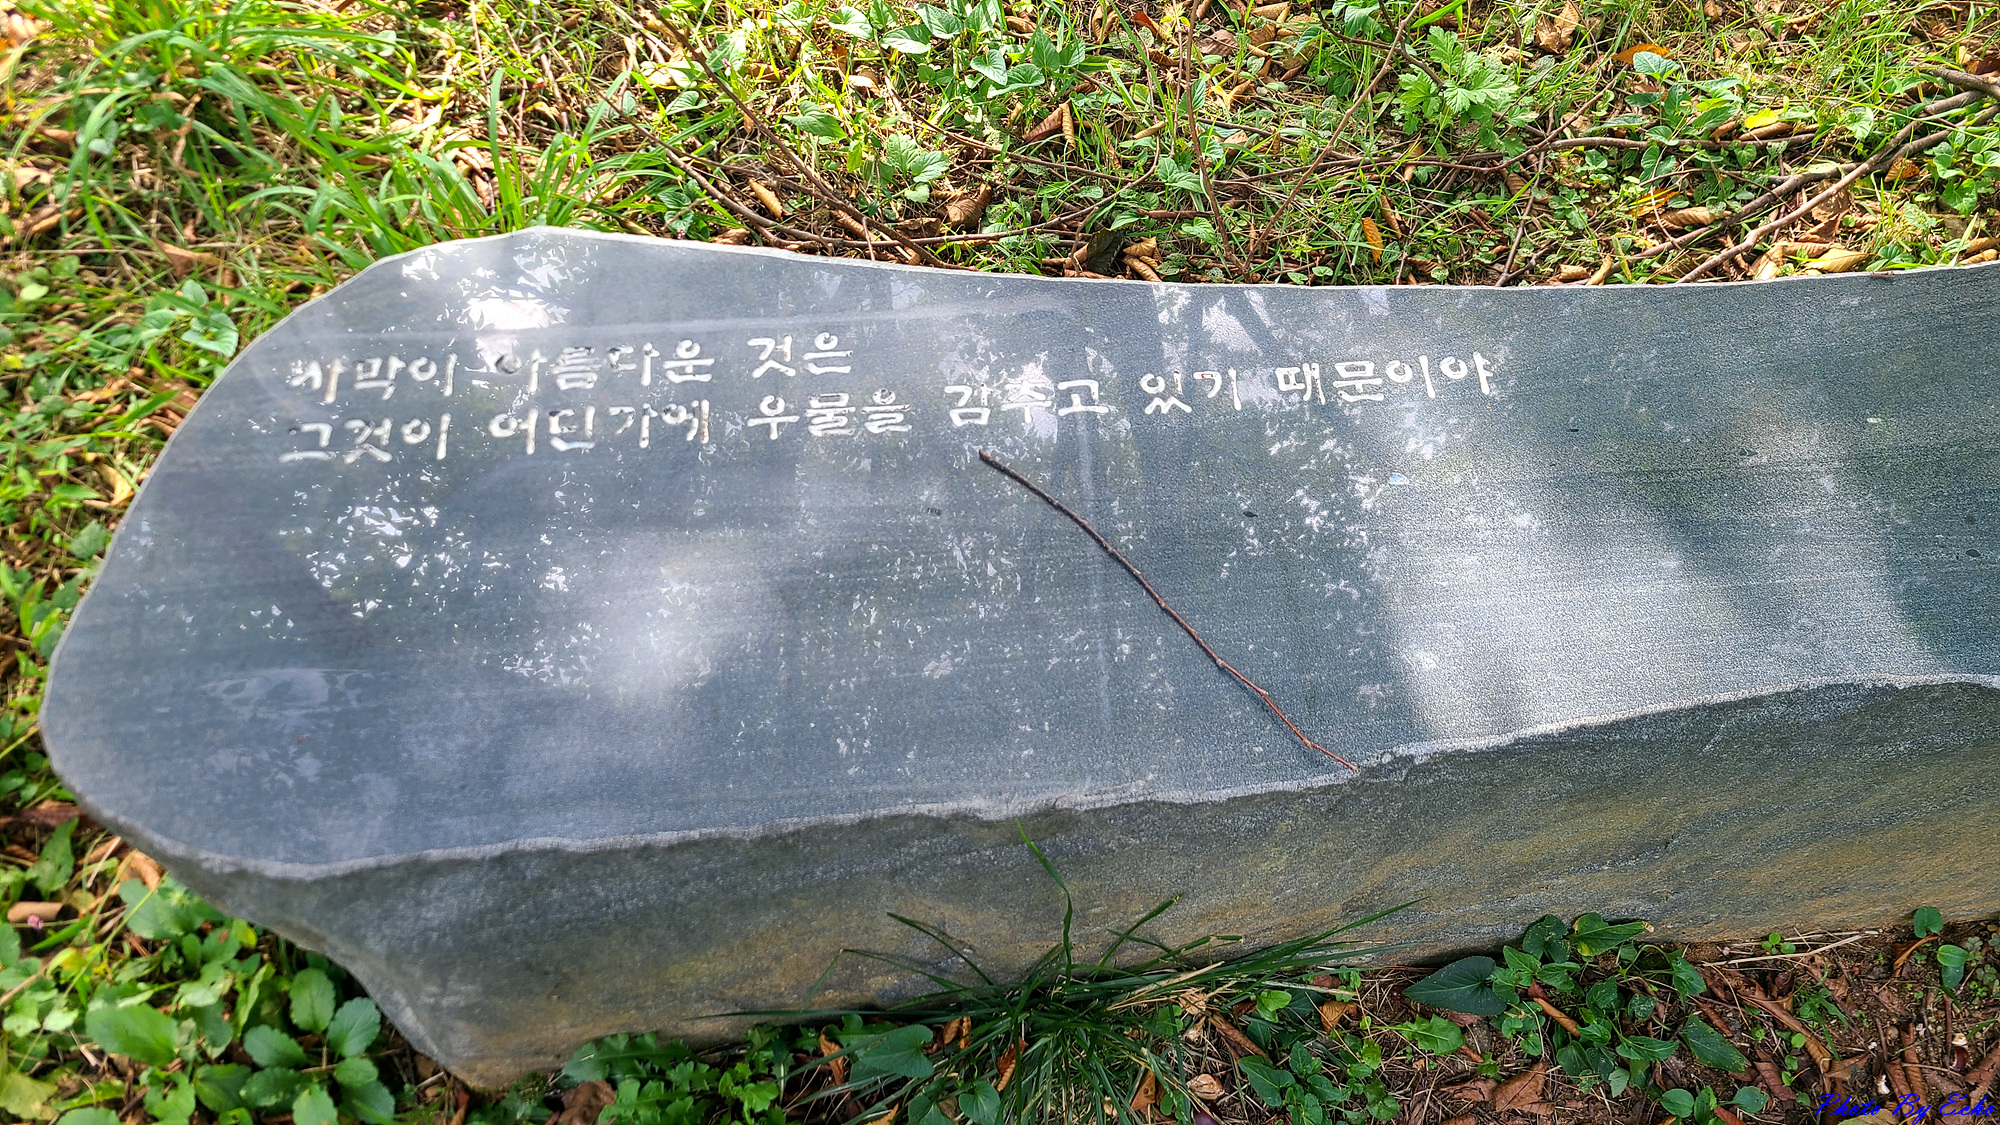 사막이 아름다운 것은
그것이 어딘가에 우물을 감추고 있기 때문이야
Photo By Echo